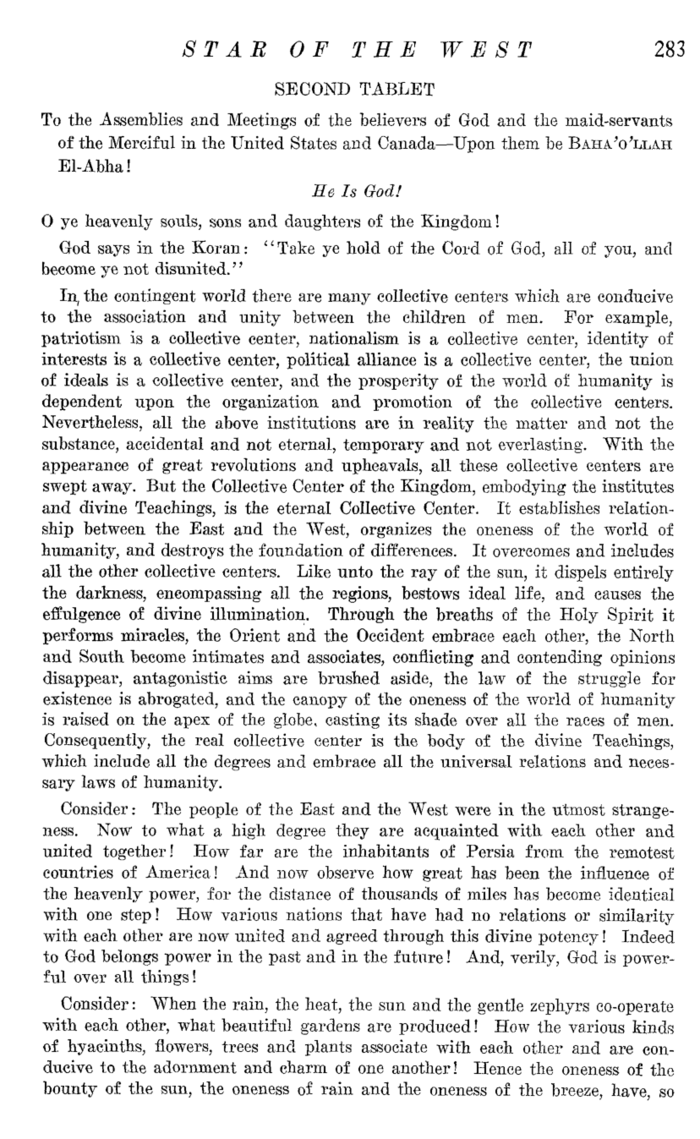 STAR OF THE WEST 283
SECOND TABLET
To the Assemblies and Meetings of the believers of God and the maid-servants
of the Merciful in the United States and Canada—Upon them be BAHA'O'LLAH
El-Abha!
He Is God!
O ye heavenly souls, sons and daughters of the Kingdom!
God says in the Koran: "Take ye hold of the Cord of God, all of you, and
become ye not disunited."
In, the contingent world there are many collective centers which are conducive
to the association and unity between the children of men. For example,
patriotism is a collective center, nationalism is a collective center, identity of
interests is a collective center, political alliance is a collective center, the union
of ideals is a collective center, and the prosperity of the world of humanity is
dependent upon the organization and promotion of the collective centers.
Nevertheless, all the above institutions are in reality the matter and not the
substance, accidental and not eternal, temporary and not everlasting. With the
appearance of great revolutions and upheavals, all these collective centers are
swept away. But the Collective Center of the Kingdom, embodying the institutes
and divine Teachings, is the eternal Collective Center. It establishes relation-
ship between the East and the West, organizes the oneness of the world of
humanity, and destroys the foundation of differences. It overcomes and includes
all the other collective centers. Like unto the ray of the sun, it dispels entirely
the darkness, encompassing all the regions, bestows ideal life, and causes the
effulgence of divine illumination. Through the breaths of the Holy Spirit it
performs miracles, the Orient and the Occident embrace each other, the North
and South become intimates and associates, conflicting and contending opinions
disappear, antagonistic aims are brushed aside, the law of the struggle for
existence is abrogated, and the canopy of the oneness of the world of humanity
is raised on the apex of the globe, casting its shade over all the races of men.
Consequently, the real collective center is the body of the divine Teachings,
which include all the degrees and embrace all the universal relations and neces-
sary laws of humanity.
Consider: The people of the East and the West were in the utmost strange-
ness. Now to what a high degree they are acquainted with each other and
united together! How far are the inhabitants of Persia from the remotest
countries of America! And now observe how great has been the influence of
the heavenly power, for the distance of thousands of miles has become identical
with one step! How various nations that have had no relations or similarity
with each other are now united and agreed through this divine potency! Indeed
to God belongs power in the past and in the future! And, verily, God is power-
ful over all things!
Consider: When the rain, the heat, the sun and the gentle zephyrs co-operate
with each other, what beautiful gardens are produced! How the various kinds
of hyacinths, flowers, trees and plants associate with each other and are con-
ducive to the adornment and charm of one another! Hence the oneness of the
bounty of the sun, the oneness of rain and the oneness of the breeze, have, so